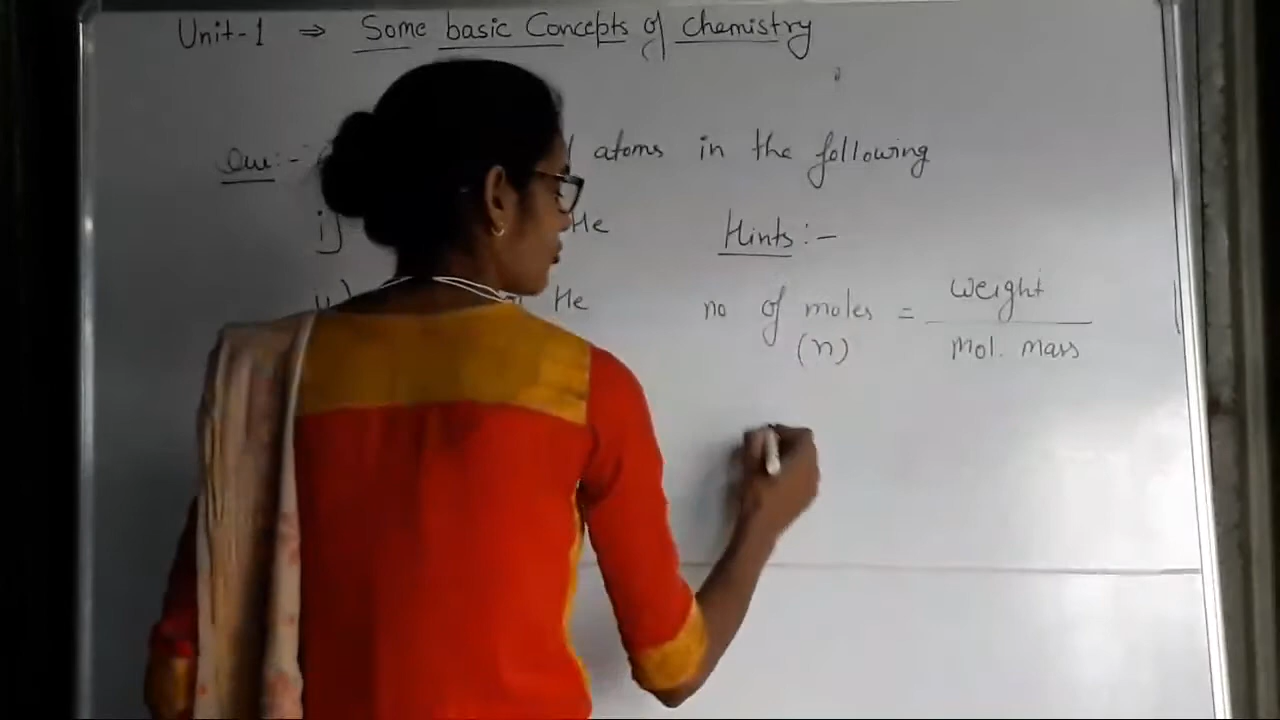 Unit-1 ⇒ Some basic Concepts of Chemistry
Que:- atoms in the following
i) He
ii) He
Hints:-
no of moles (n) = weight / mol. mass